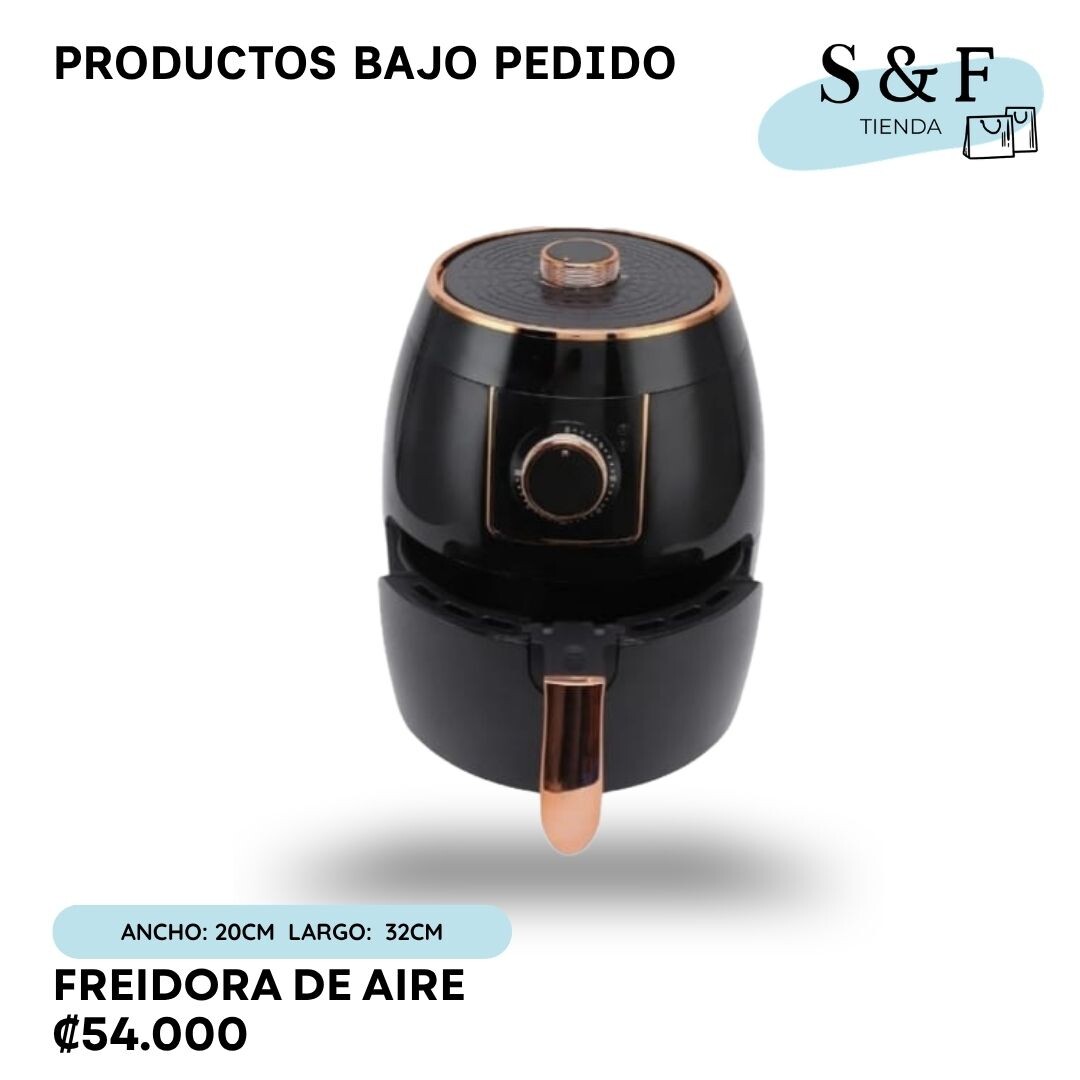 PRODUCTOS BAJO PEDIDO
S & F
TIENDA
ANCHO: 20CM LARGO: 32CM
FREIDORA DE AIRE
₡54.000